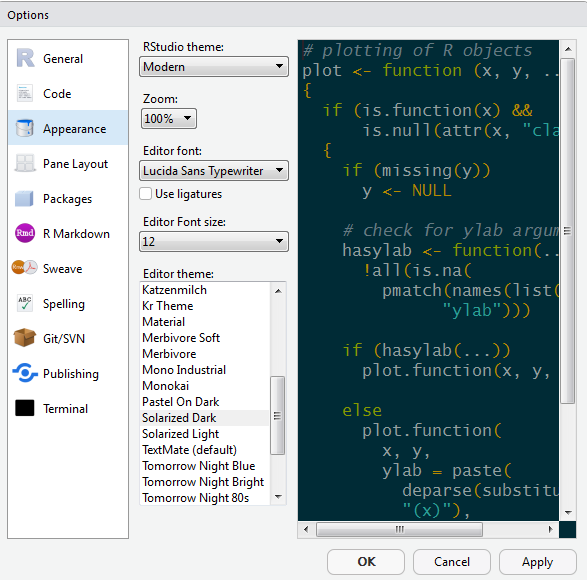 Options
General
Code
Appearance
Pane Layout
Packages
Rmd R Markdown
Sweave
ABC Spelling
Git/SVN
Publishing
Terminal
RStudio theme:
Modern
Zoom:
100%
Editor font:
Lucida Sans Typewriter
Use ligatures
Editor Font size:
12
Editor theme:
Katzenmilch
Kr Theme
Material
Merbivore Soft
Merbivore
Mono Industrial
Monokai
Pastel On Dark
Solarized Dark
Solarized Light
TextMate (default)
Tomorrow Night Blue
Tomorrow Night Bright
Tomorrow Night 80s
# plotting of R objects
plot <- function (x, y, ..
{
if (is.function(x) &&
is.null(attr(x, "cla
{
if (missing(y))
y <- NULL
# check for ylab argum
hasylab <- function(..
!all(is.na(
pmatch(names(list(
"ylab")))
if (hasylab(...))
plot.function(x, y,
else
plot.function(
x, y,
ylab = paste(
deparse(substitu
"(x)"),
OK
Cancel
Apply